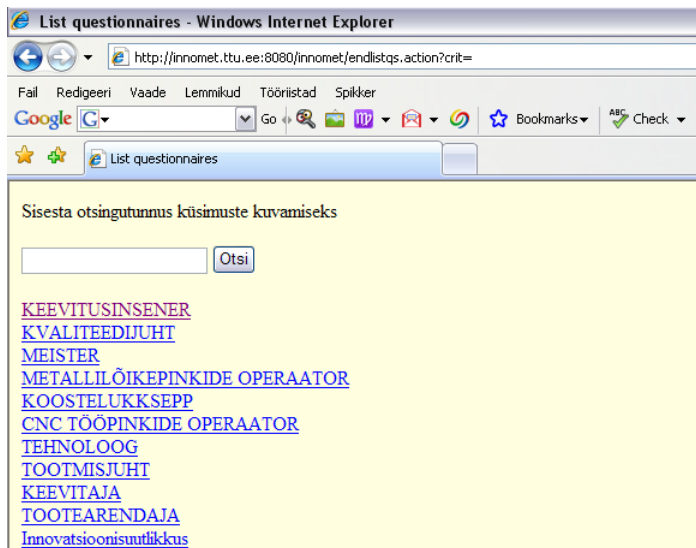 List questionnaires - Windows Internet Explorer
http://innomet.ttu.ee:8080/innomet/endlistqs.action?crit=
Fail Redigeeri Vaade Lemmikud Tööriistad Spikker
Google G Go Bookmarks ABC Check
List questionnaires
Sisesta otsingutunnus küsimuste kuvamiseks
Otsi
KEEVITUSINSENER
KVALITEEDIJUHT
MEISTER
METALLILÕIKEPINKIDE OPERAATOR
KOOSTELUKKSEPP
CNC TÖÖPINKIDE OPERAATOR
TEHNOLOOG
TOOTMISJUHT
KEEVITAJA
TOOTEARENDAJA
Innovatsioonisuutlikkus